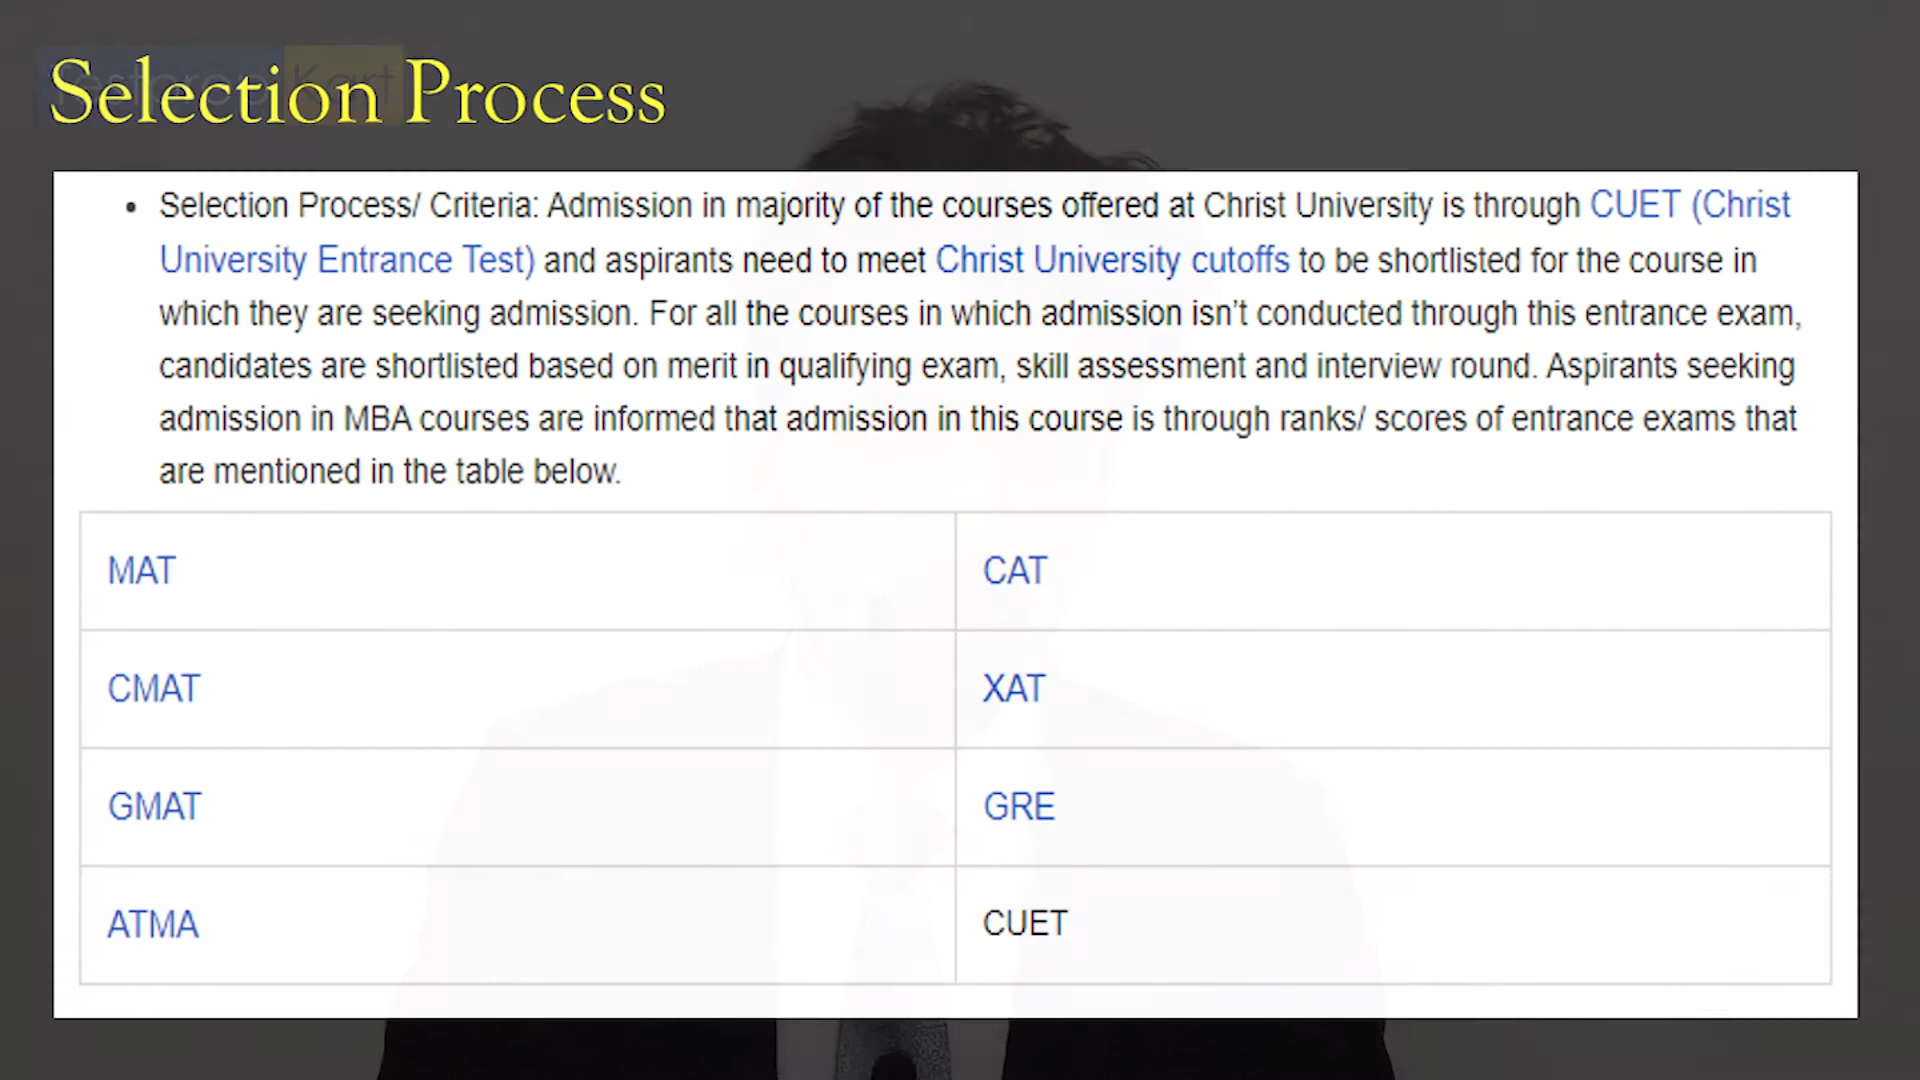 Selection Process
• Selection Process/ Criteria: Admission in majority of the courses offered at Christ University is through CUET (Christ
University Entrance Test) and aspirants need to meet Christ University cutoffs to be shortlisted for the course in
which they are seeking admission. For all the courses in which admission isn’t conducted through this entrance exam,
candidates are shortlisted based on merit in qualifying exam, skill assessment and interview round. Aspirants seeking
admission in MBA courses are informed that admission in this course is through ranks/ scores of entrance exams that
are mentioned in the table below.
MAT CAT
CMAT XAT
GMAT GRE
ATMA CUET